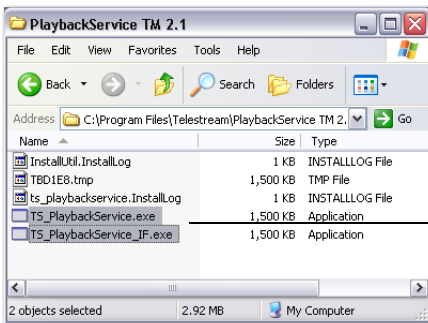 PlaybackService TM 2.1
File Edit View Favorites Tools Help
Back Search Folders
Address C:\Program Files\Telestream\PlaybackService TM 2. Go
Name Size Type
InstallUtil.InstallLog 1 KB INSTALLLOG File
TBD1E8.tmp 1,500 KB TMP File
ts_playbackservice.InstallLog 1 KB INSTALLLOG File
TS_PlaybackService.exe 1,500 KB Application
TS_PlaybackService_IF.exe 1,500 KB Application
2 objects selected 2.92 MB My Computer